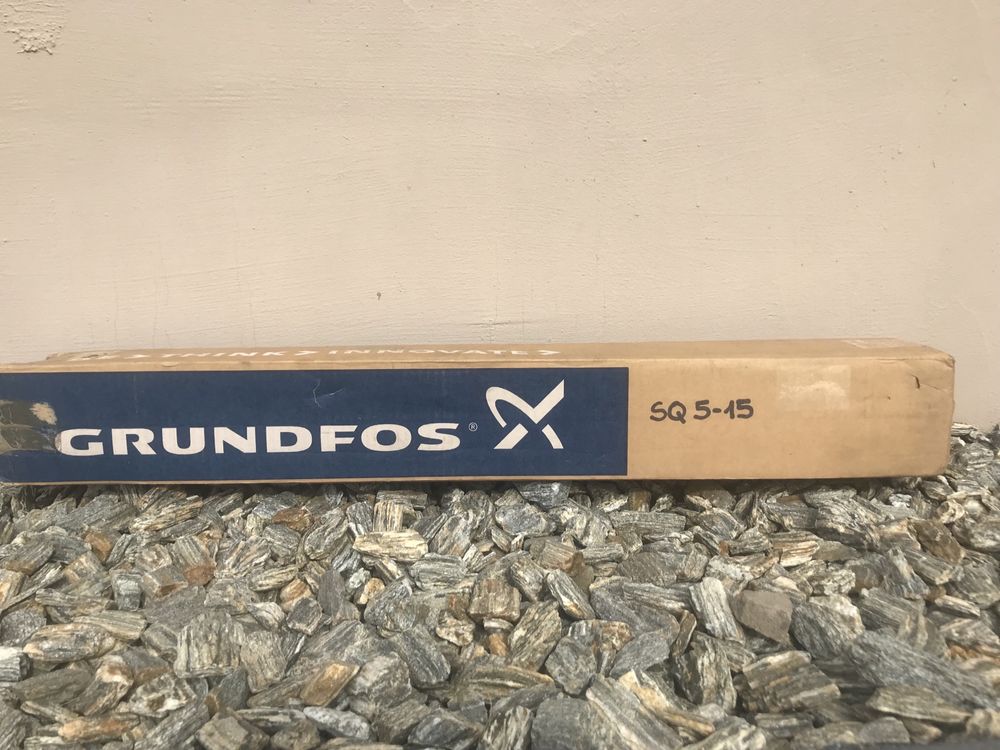 THINK > INNOVATE >
GRUNDFOS®
SQ 5-15